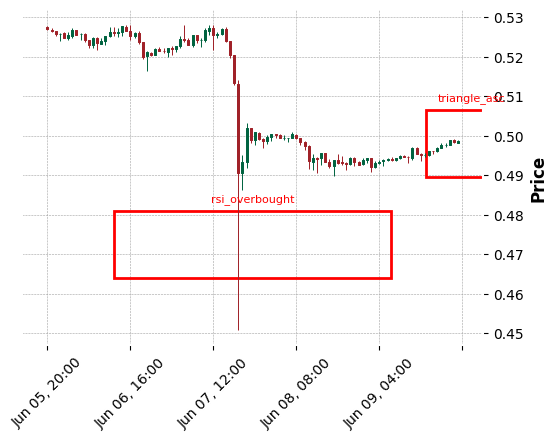 0.53
0.52
triangle_asc
0.51
0.50
0.49
Price
rsi_overbought
0.48
0.47
0.46
0.45
Jun 05, 20:00
Jun 06, 16:00
Jun 07, 12:00
Jun 08, 08:00
Jun 09, 04:00